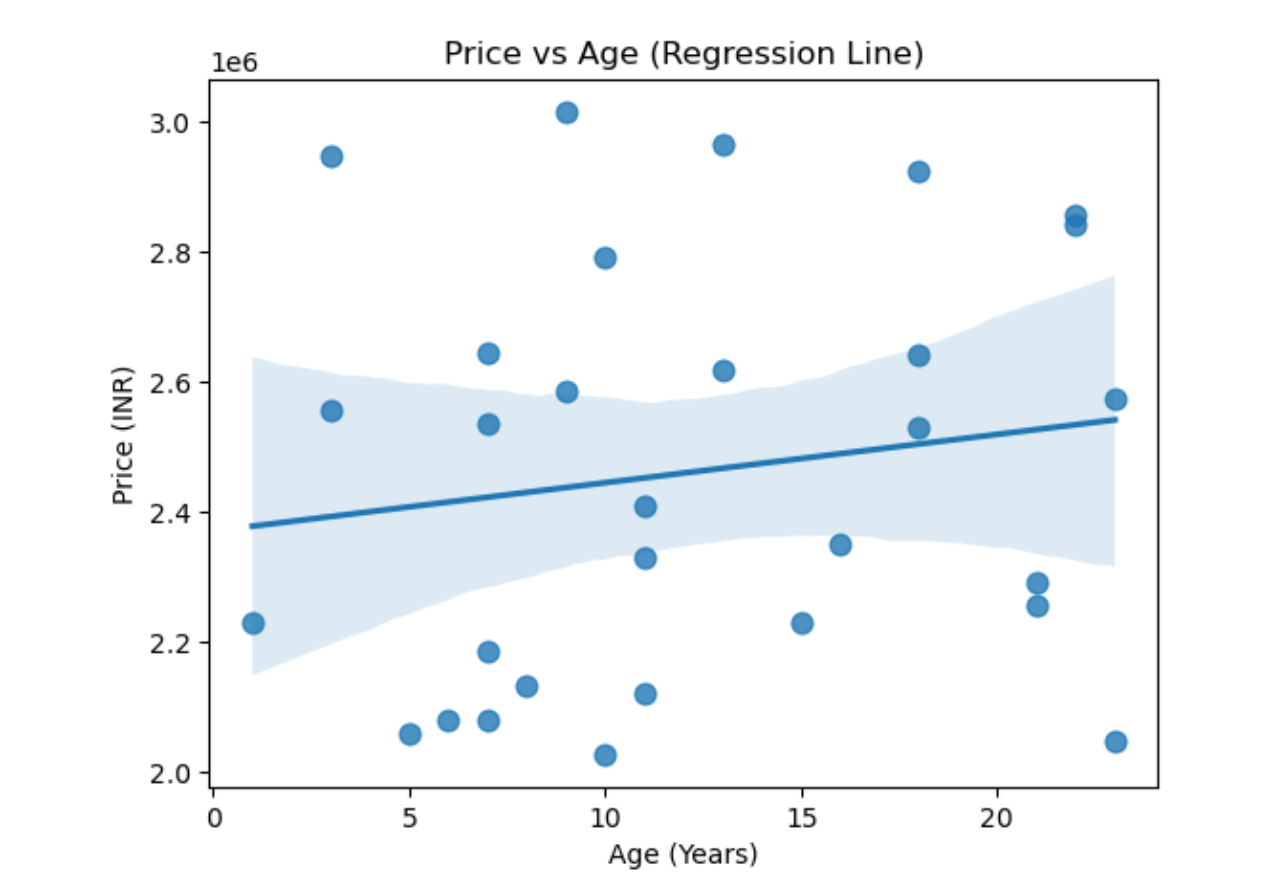 Price vs Age (Regression Line)
1e6
3.0
2.8
2.6
2.4
2.2
2.0
Price (INR)
0 5 10 15 20
Age (Years)